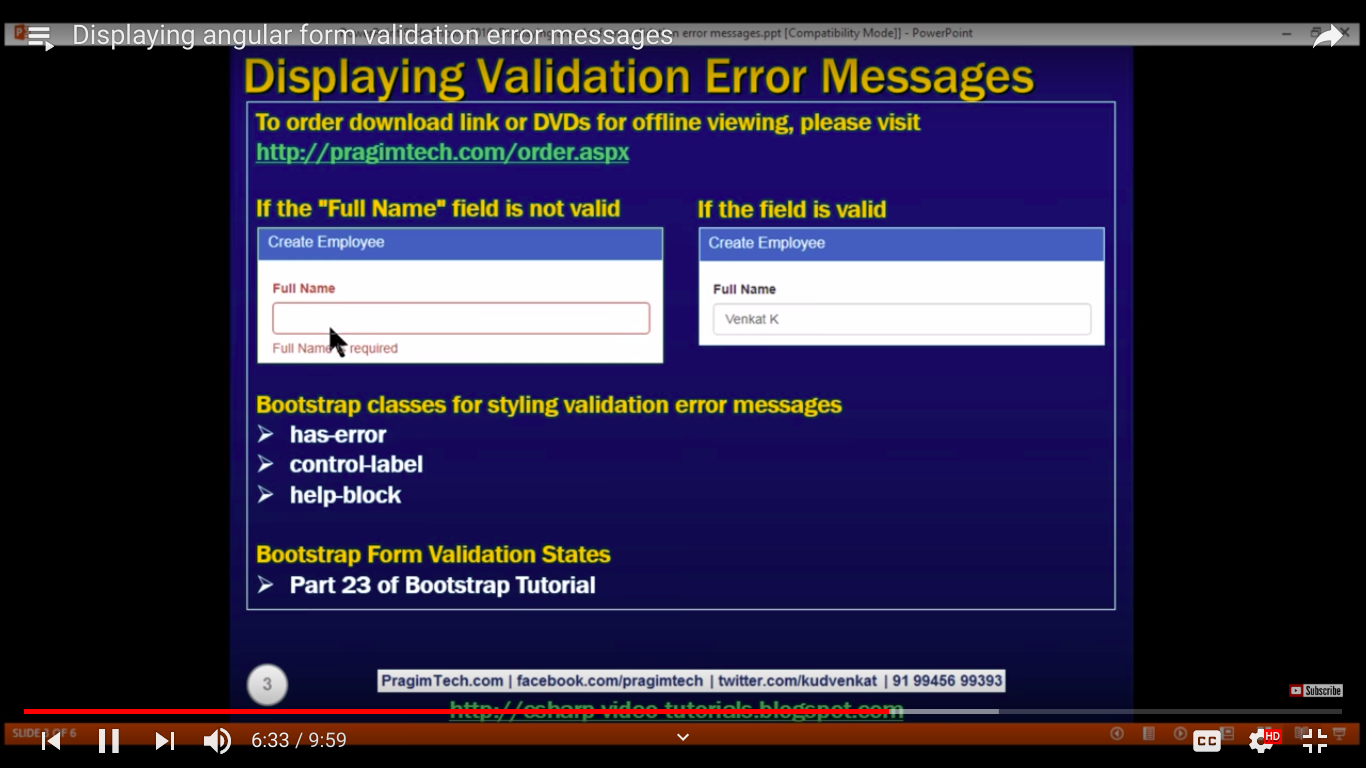 Displaying angular form validation error messages
n error messages.ppt [Compatibility Mode]] - PowerPoint
Displaying Validation Error Messages
To order download link or DVDs for offline viewing, please visit
http://pragimtech.com/order.aspx
If the "Full Name" field is not valid
If the field is valid
Create Employee
Create Employee
Full Name
Full Name
Venkat K
Full Name required
Bootstrap classes for styling validation error messages
➢ has-error
➢ control-label
➢ help-block
Bootstrap Form Validation States
➢ Part 23 of Bootstrap Tutorial
3
PragimTech.com | facebook.com/pragimtech | twitter.com/kudvenkat | 91 99456 99393
Subscribe
http://csharp-video-tutorials.blogspot.com
SLIDE OF 6
6:33 / 9:59
CC
HD